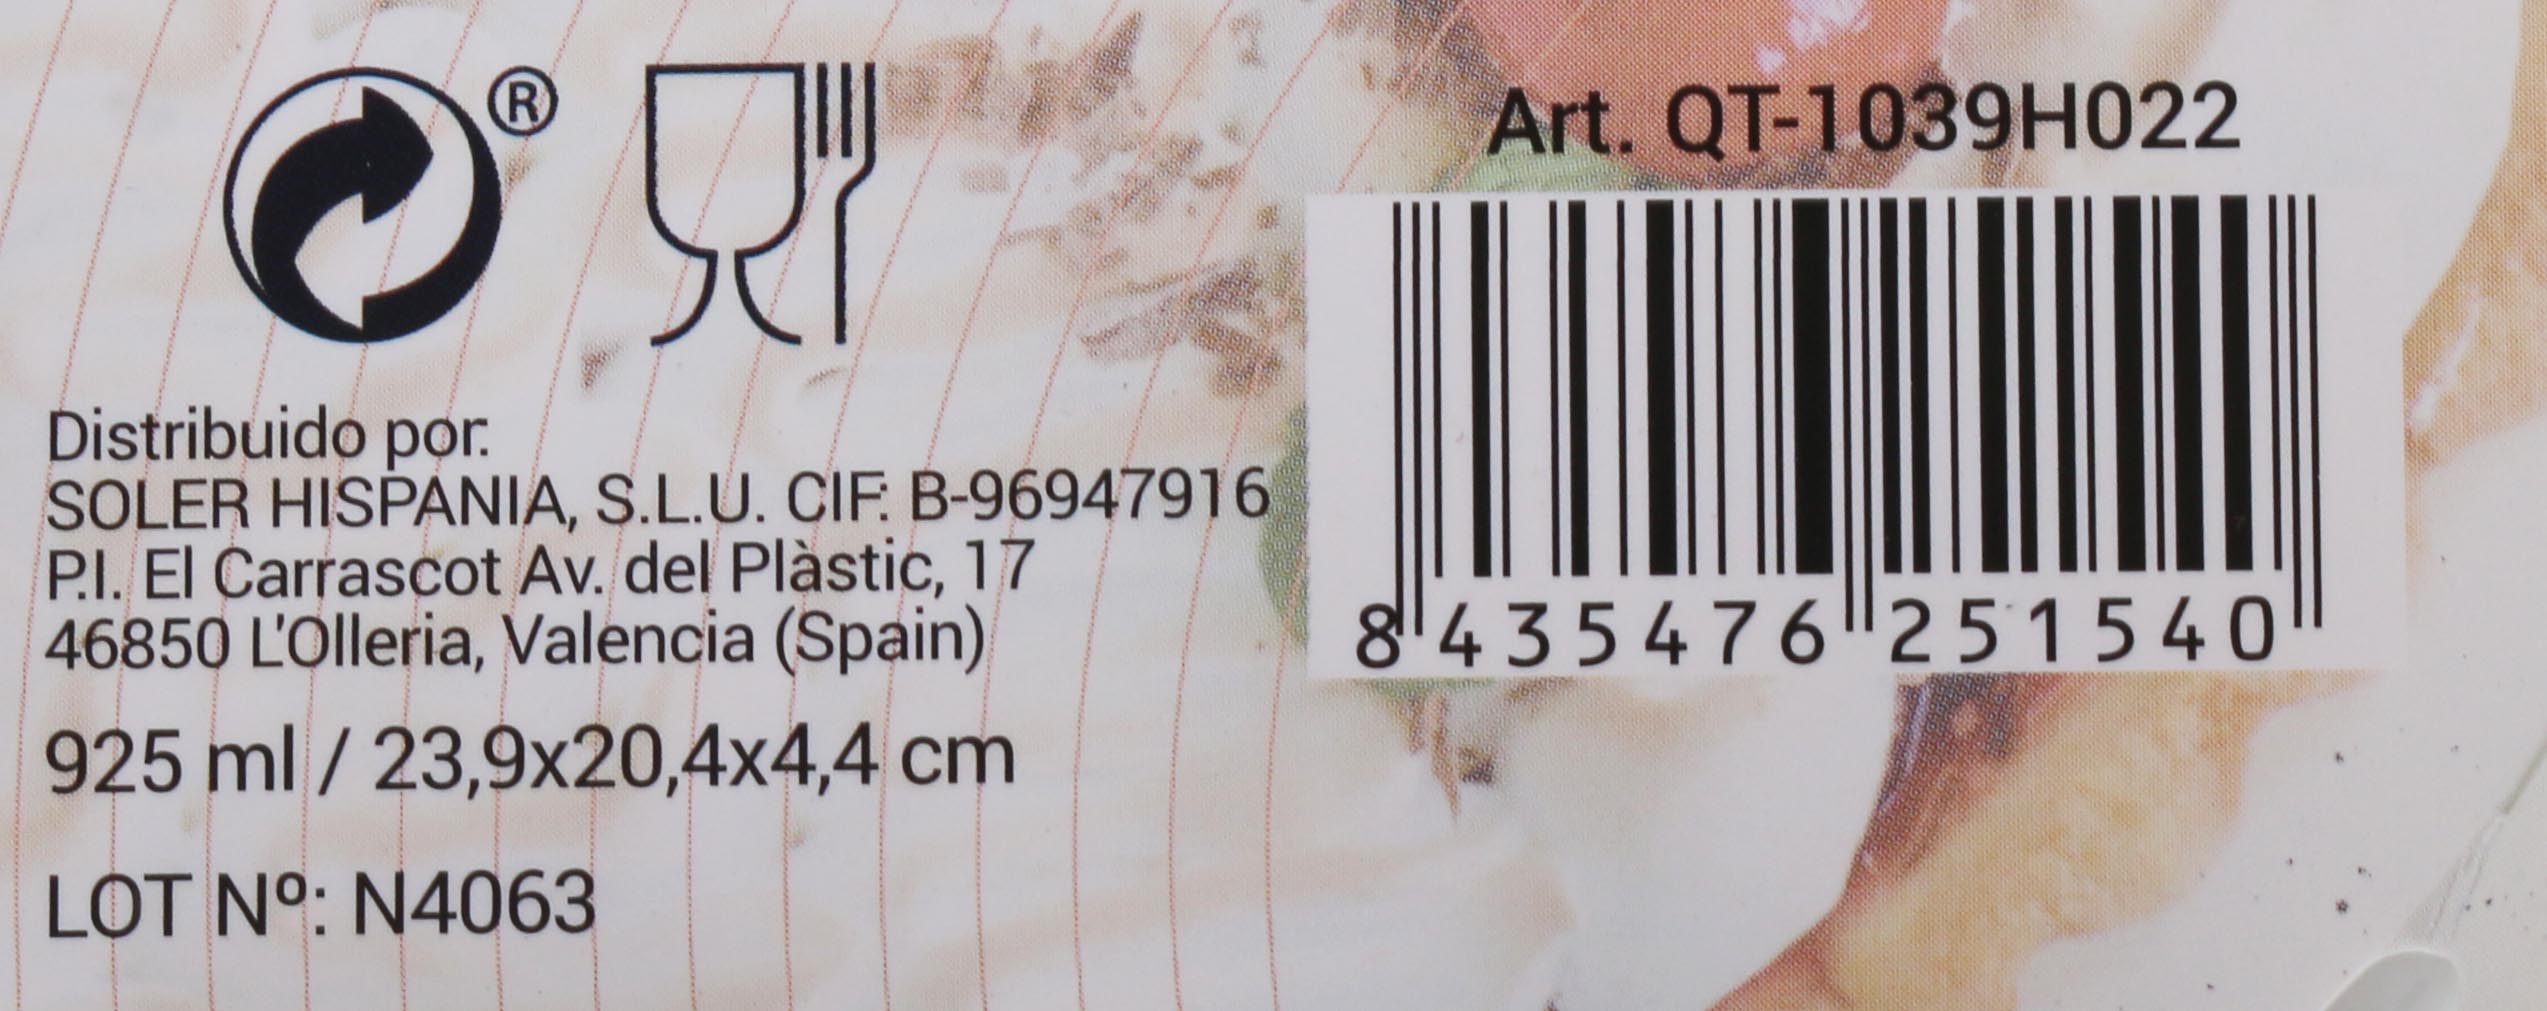 ®
Art. QT-1039H022
Distribuido por:
SOLER HISPANIA, S.L.U. CIF: B-96947916
P.I. El Carrascot Av. del Plàstic, 17
46850 L'Olleria, Valencia (Spain)
8 435476 251540
925 ml / 23,9x20,4x4,4 cm
LOT Nº: N4063